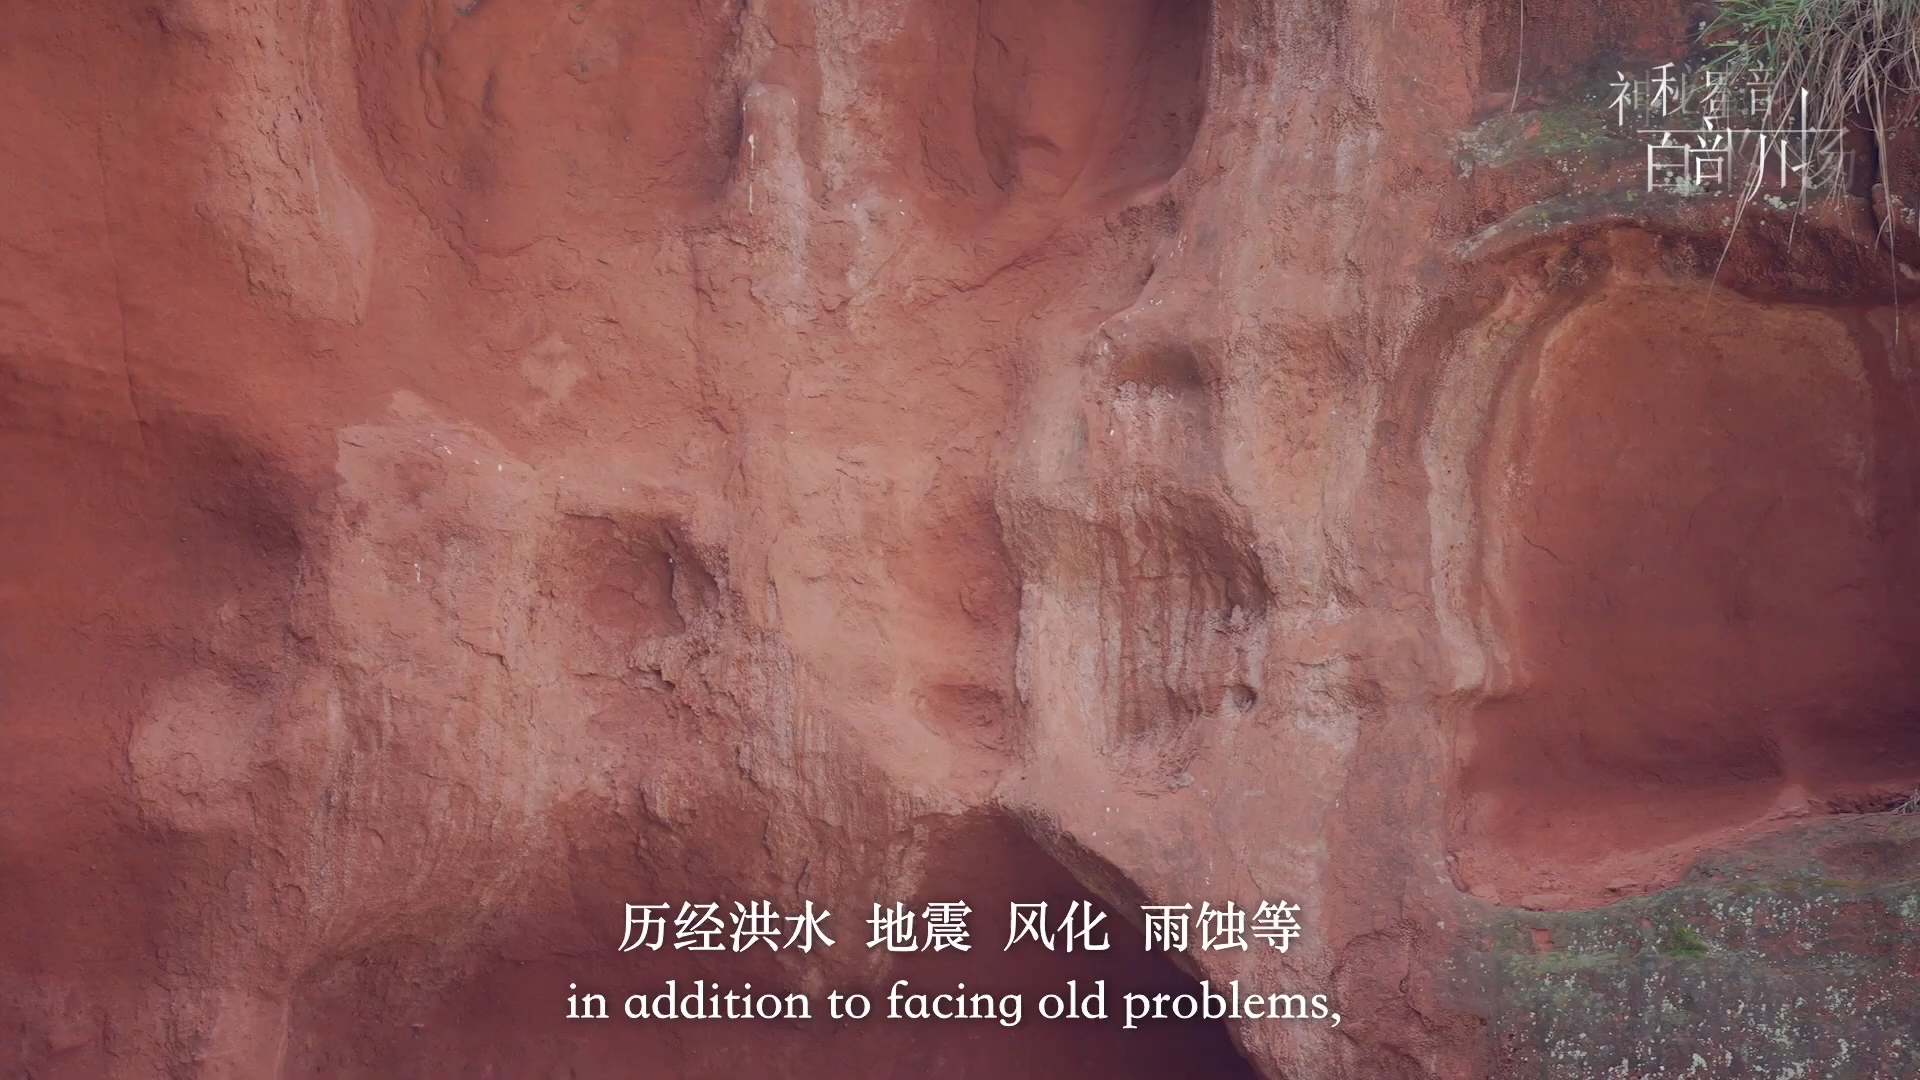 历经洪水 地震 风化 雨蚀等
in addition to facing old problems,